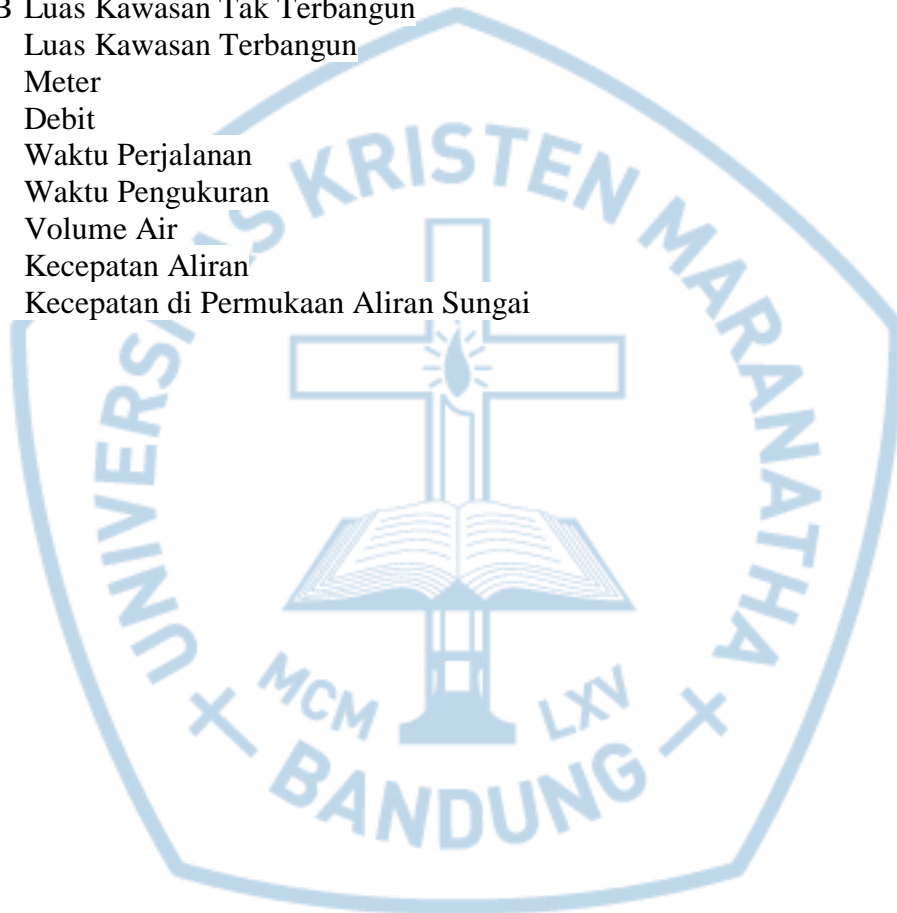 B Luas Kawasan Tak Terbangun
Luas Kawasan Terbangun
Meter
Debit
Waktu Perjalanan
Waktu Pengukuran
Volume Air
Kecepatan Aliran
Kecepatan di Permukaan Aliran Sungai
UNIVERSI S KRISTEN MARANATHA
MCM LXV
BANDUNG